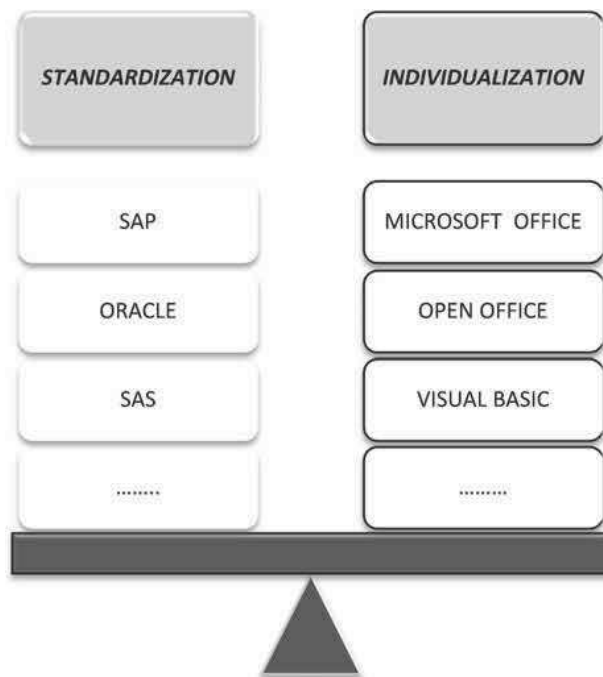 STANDARDIZATION
INDIVIDUALIZATION
SAP
MICROSOFT OFFICE
ORACLE
OPEN OFFICE
SAS
VISUAL BASIC
........
.........